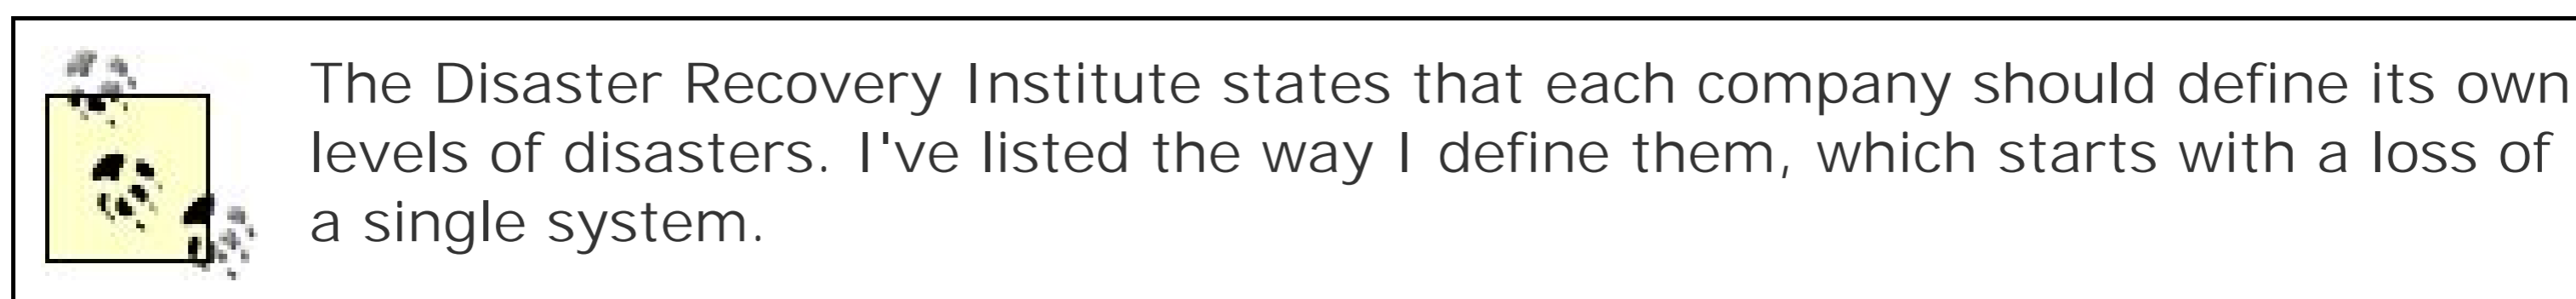 The Disaster Recovery Institute states that each company should define its own
levels of disasters. I've listed the way I define them, which starts with a loss of
a single system.